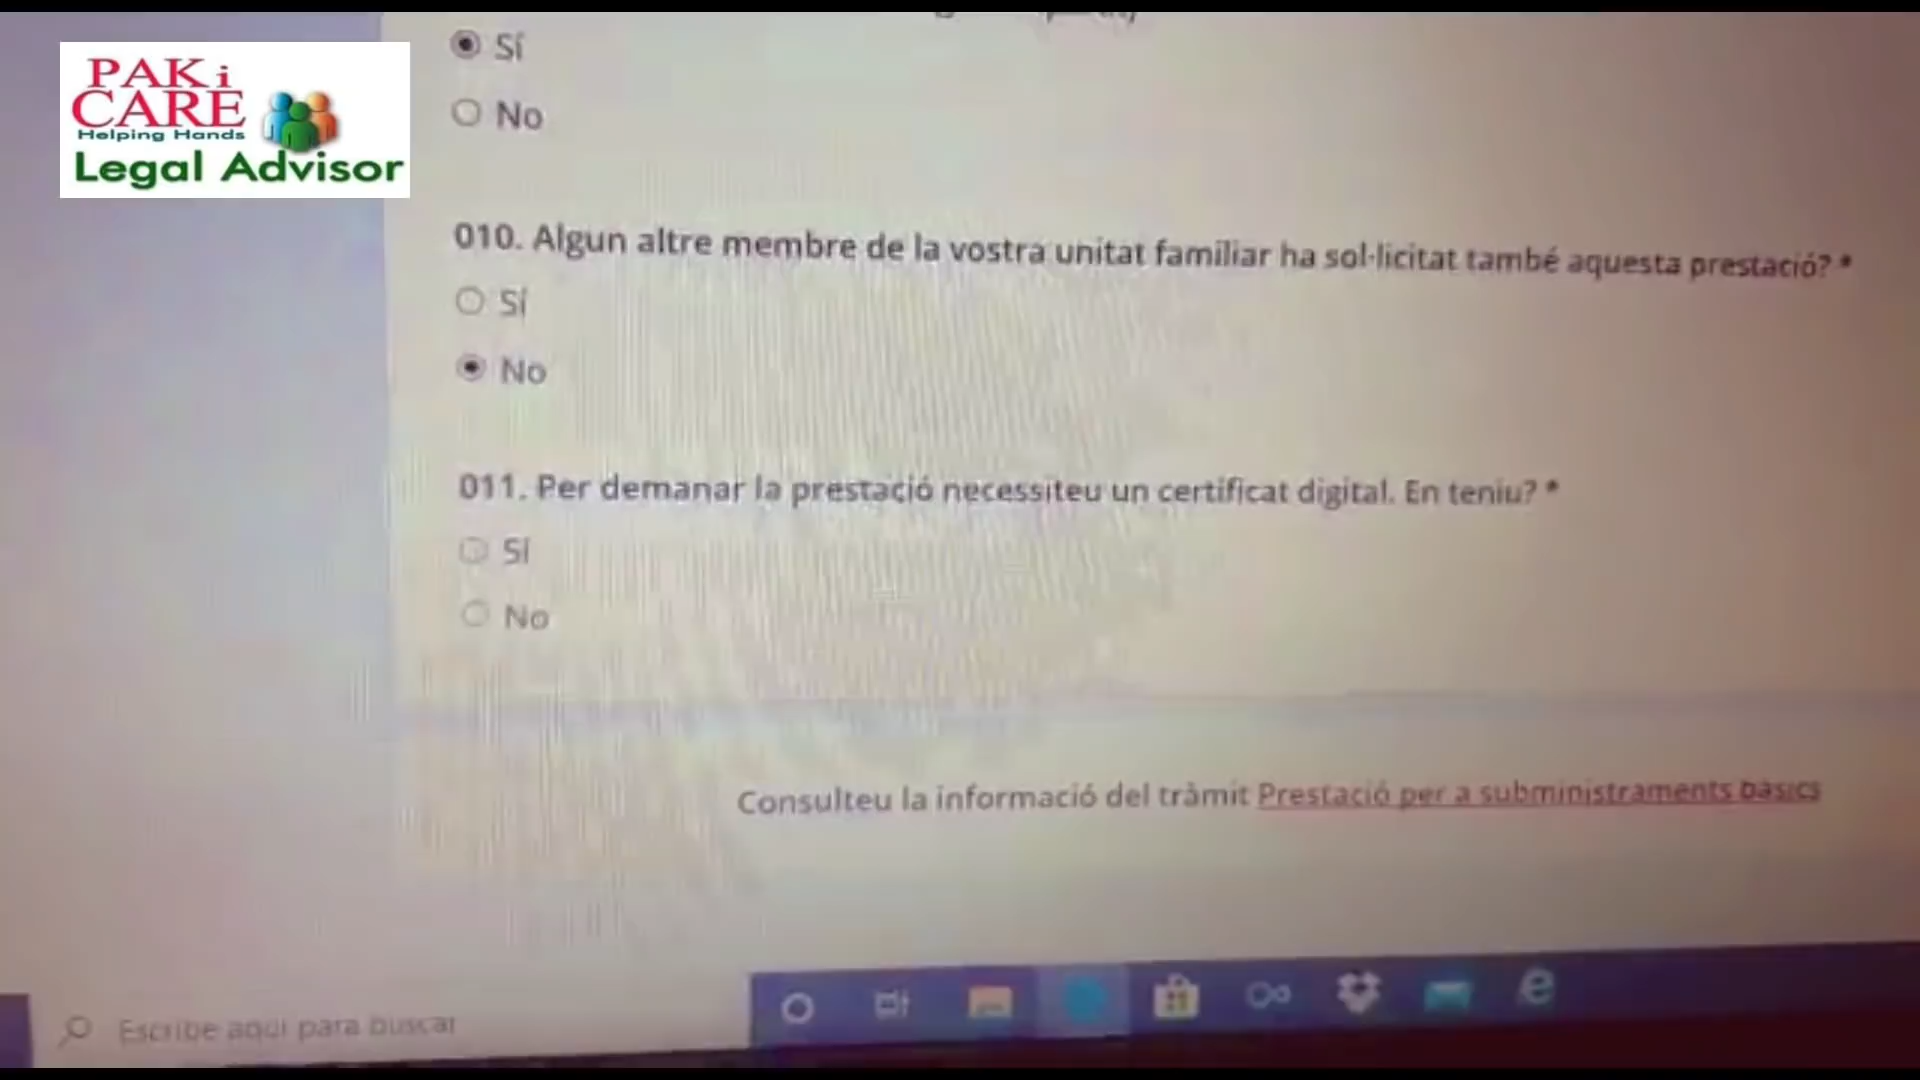 Sí
No
PAK i
CARE
Helping Hands
Legal Advisor
010. Algun altre membre de la vostra unitat familiar ha sol·licitat també aquesta prestació? *
Sí
No
011. Per demanar la prestació necessiteu un certificat digital. En teniu? *
Sí
No
Consulteu la informació del tràmit Prestació per a subministraments bàsics
Escribe aquí para buscar